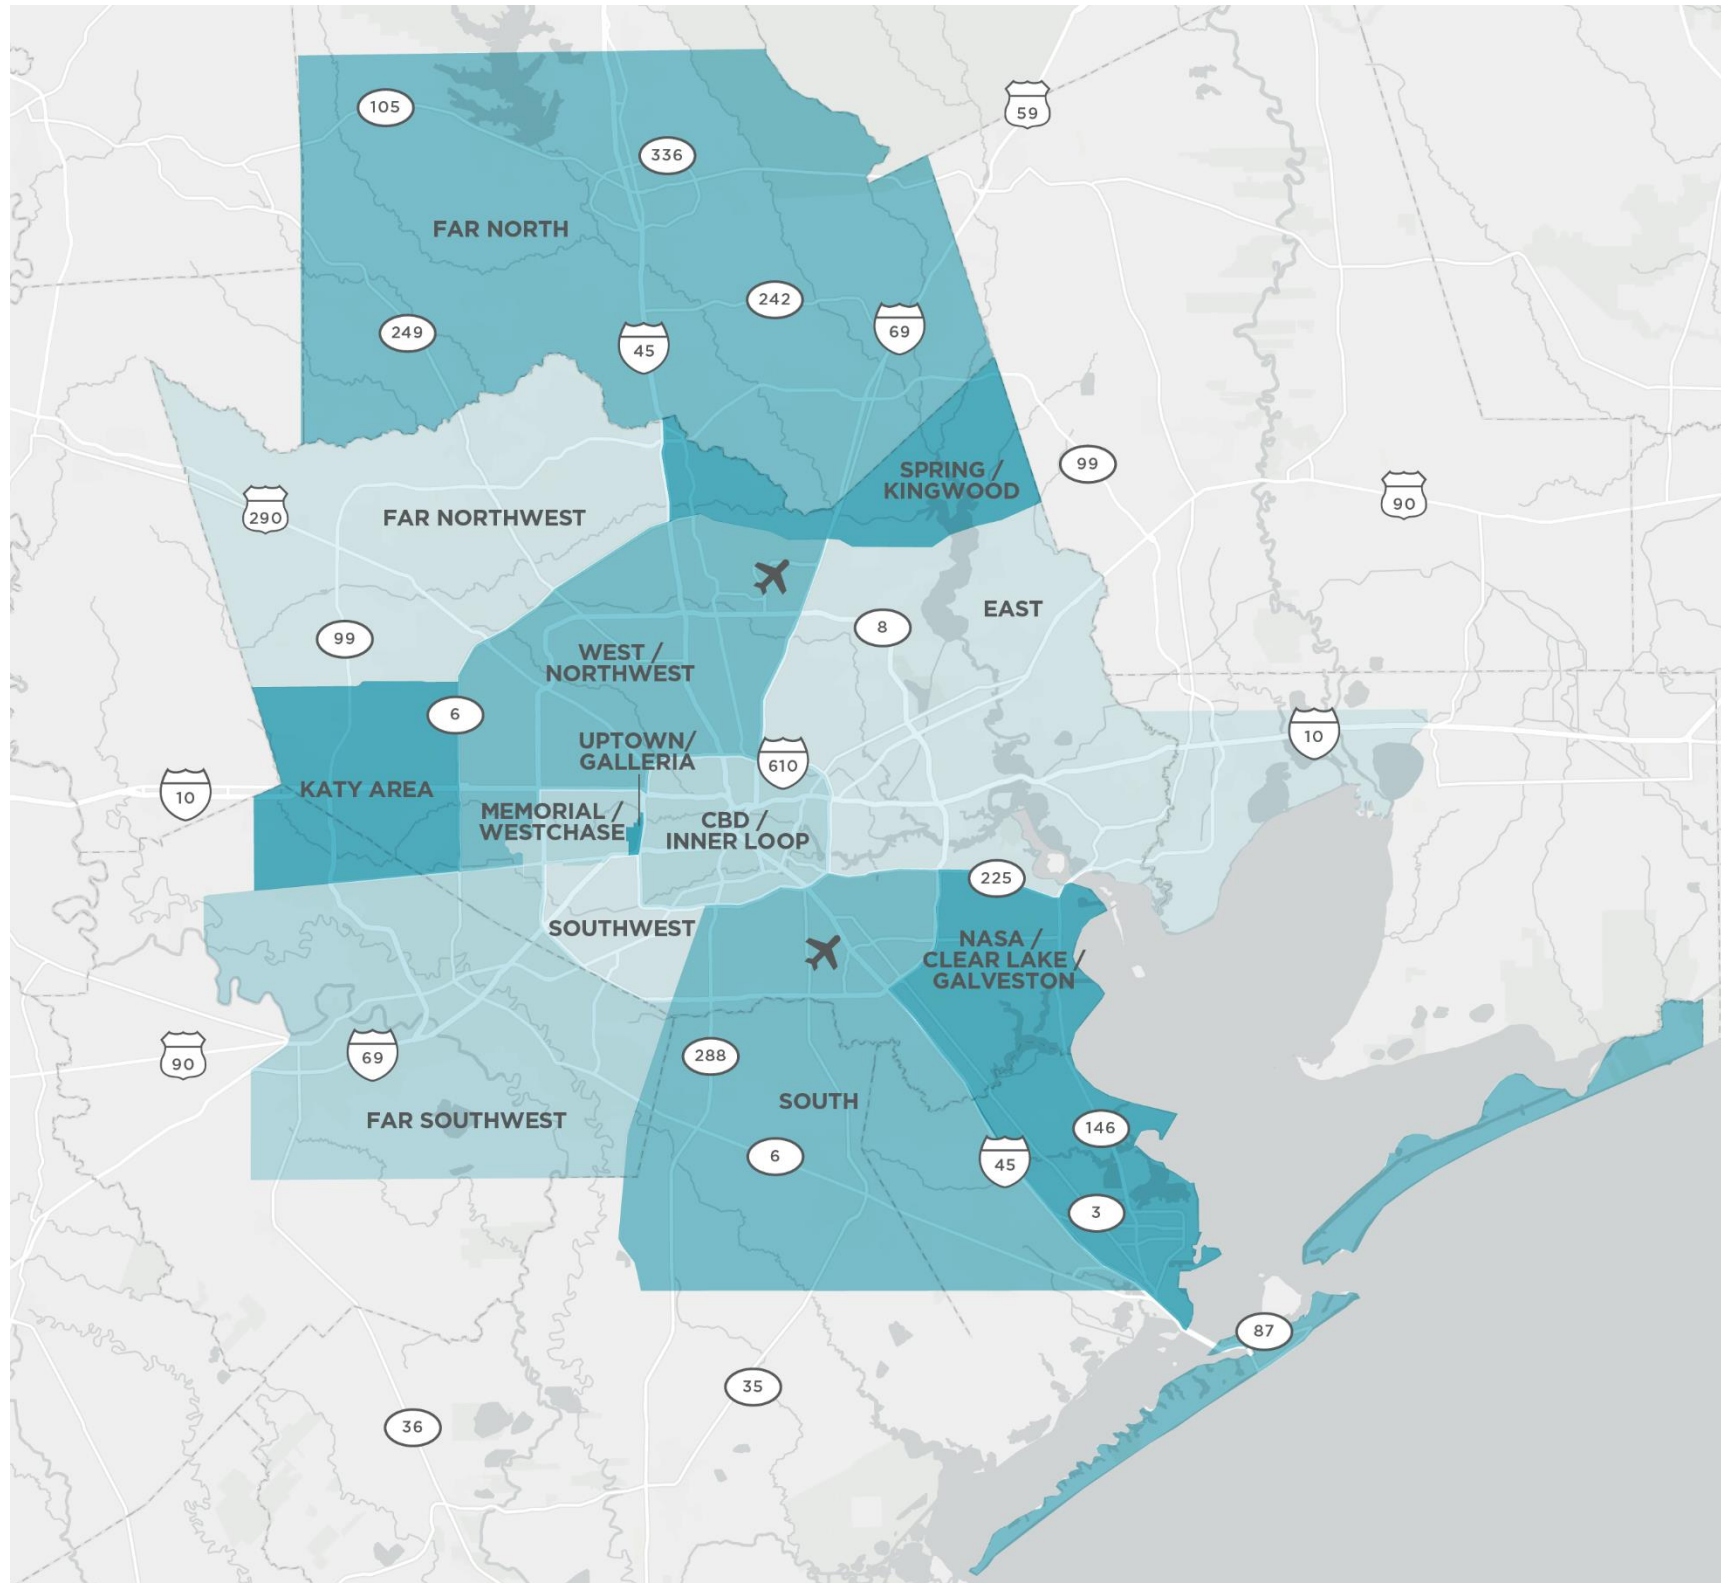 105
59
336
FAR NORTH
242
249
69
45
99
SPRING /
KINGWOOD
290
90
FAR NORTHWEST
EAST
8
99
WEST /
NORTHWEST
6
UPTOWN/
GALLERIA
10
610
10
KATY AREA
MEMORIAL /
WESTCHASE
CBD /
INNER LOOP
225
SOUTHWEST
NASA /
CLEAR LAKE /
GALVESTON
90
69
288
SOUTH
FAR SOUTHWEST
146
6
45
3
87
35
36